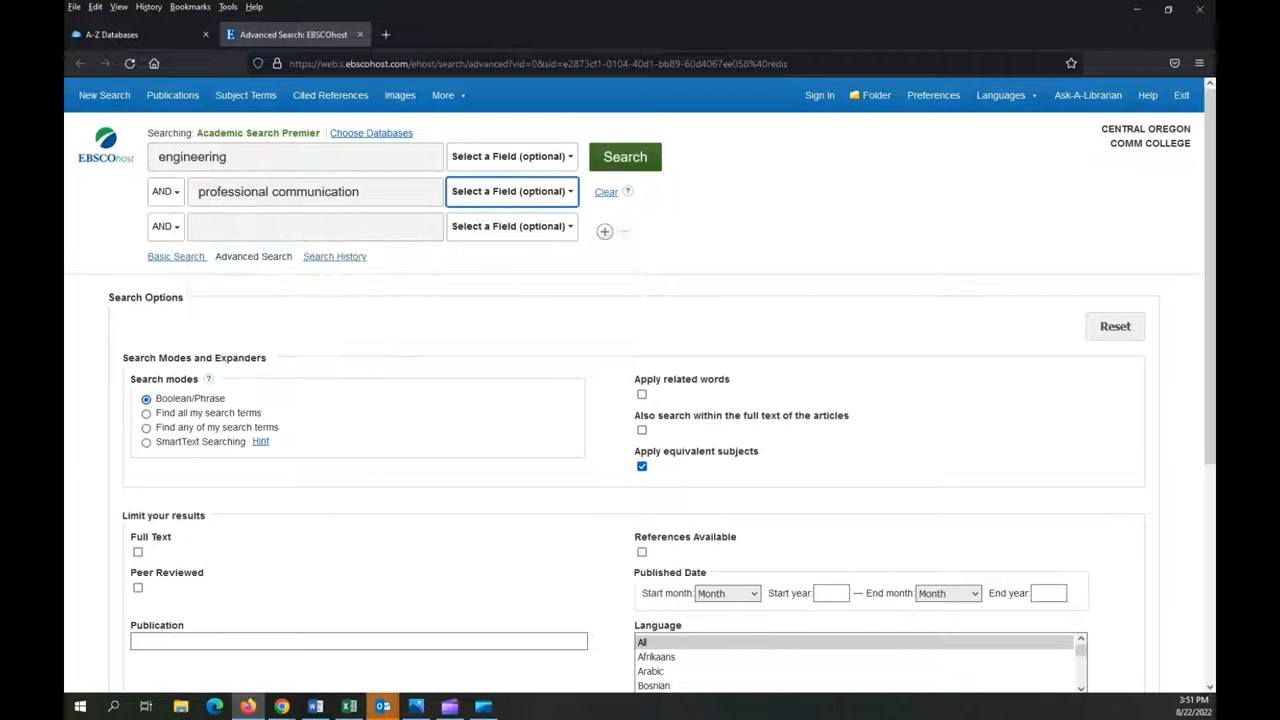 File Edit View History Bookmarks Tools Help
A-Z Databases
Advanced Search: EBSCOhost
https://web.s.ebscohost.com/ehost/search/advanced?vid=0&sid=e2873cf1-0104-40d1-bb89-60d4067ee058%40redis
New Search Publications Subject Terms Cited References Images More Sign In Folder Preferences Languages Ask-A-Librarian Help Exit
Searching: Academic Search Premier Choose Databases
CENTRAL OREGON
COMM COLLEGE
EBSCOhost
engineering Select a Field (optional) Search
AND professional communication Select a Field (optional) Clear ?
AND Select a Field (optional)
Basic Search Advanced Search Search History
Search Options
Reset
Search Modes and Expanders
Search modes ?
Boolean/Phrase
Find all my search terms
Find any of my search terms
SmartText Searching Hint
Apply related words
Also search within the full text of the articles
Apply equivalent subjects
Limit your results
Full Text
Peer Reviewed
Publication
References Available
Published Date
Start month: Month Start year: — End month: Month End year:
Language
All
Afrikaans
Arabic
Bosnian
3:51 PM
8/22/2022